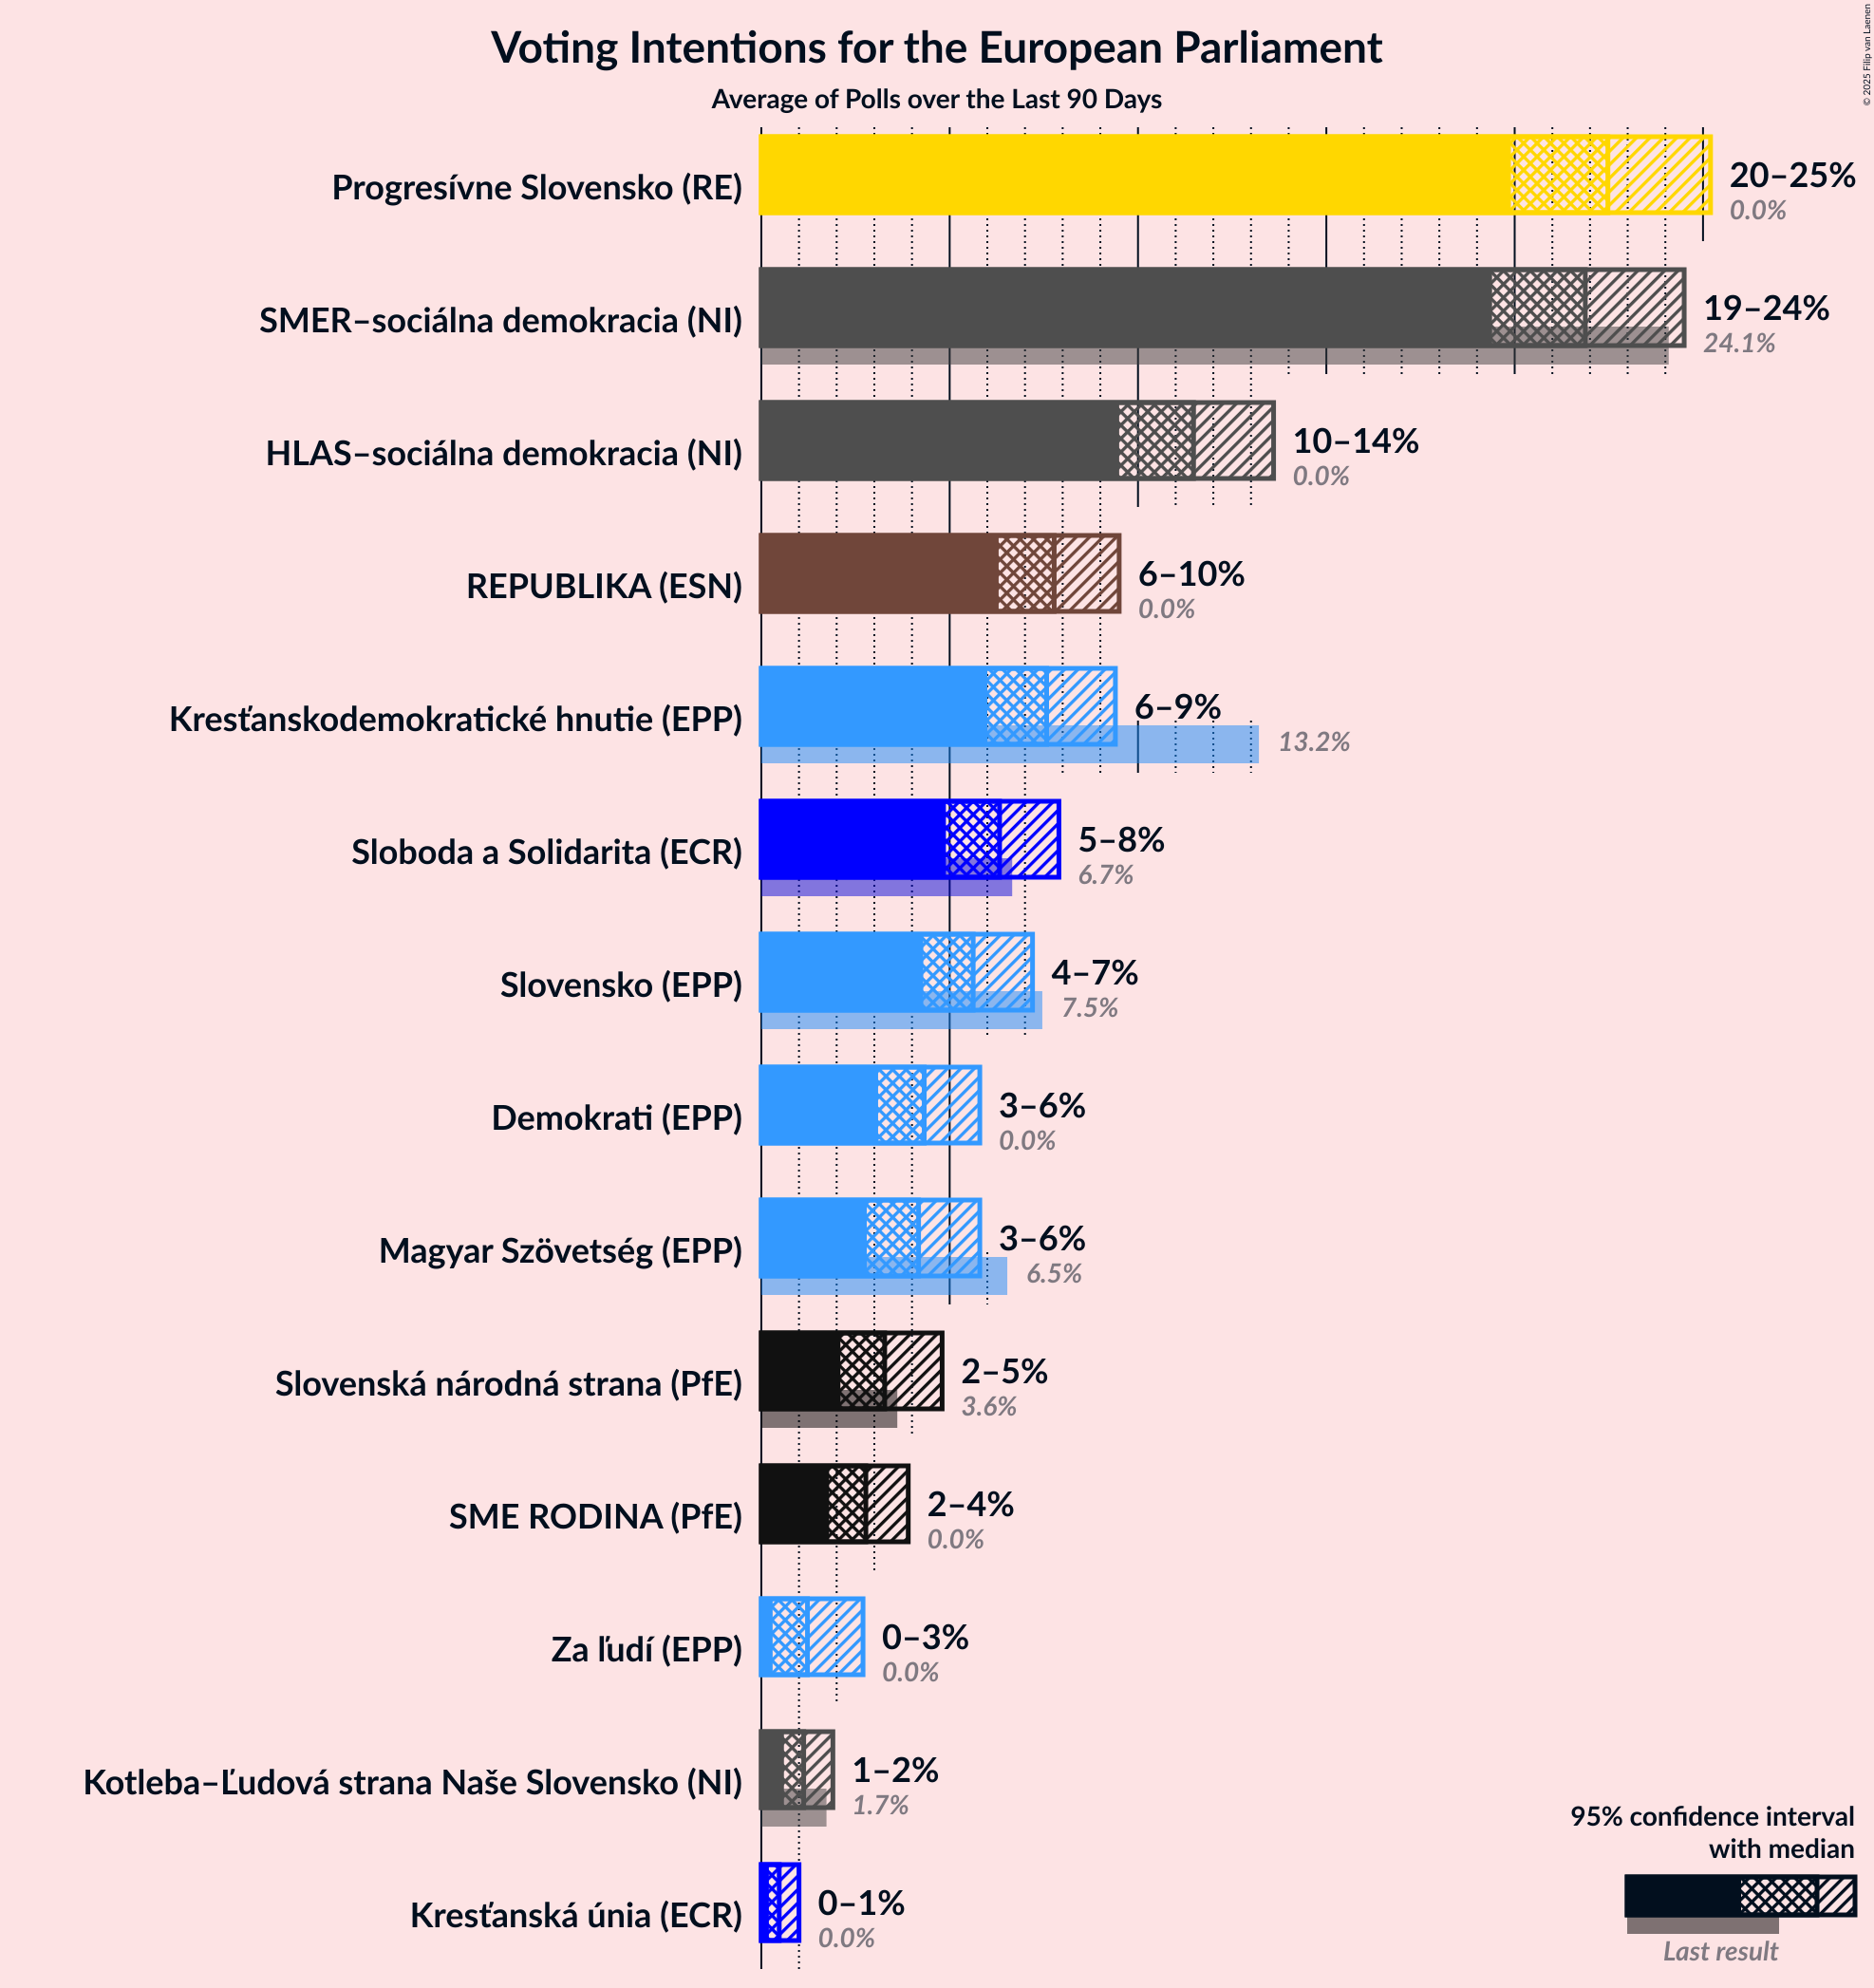 © 2025 Filip van Laenen
Voting Intentions for the European Parliament
Average of Polls over the Last 90 Days
Progresívne Slovensko (RE)
20–25%
0.0%
SMER–sociálna demokracia (NI)
19–24%
24.1%
HLAS–sociálna demokracia (NI)
10–14%
0.0%
REPUBLIKA (ESN)
6–10%
0.0%
Kresťanskodemokratické hnutie (EPP)
6–9%
13.2%
Sloboda a Solidarita (ECR)
5–8%
6.7%
Slovensko (EPP)
4–7%
7.5%
Demokrati (EPP)
3–6%
0.0%
Magyar Szövetség (EPP)
3–6%
6.5%
Slovenská národná strana (PfE)
2–5%
3.6%
SME RODINA (PfE)
2–4%
0.0%
Za ľudí (EPP)
0–3%
0.0%
Kotleba–Ľudová strana Naše Slovensko (NI)
1–2%
1.7%
Kresťanská únia (ECR)
0–1%
0.0%
95% confidence interval
with median
Last result